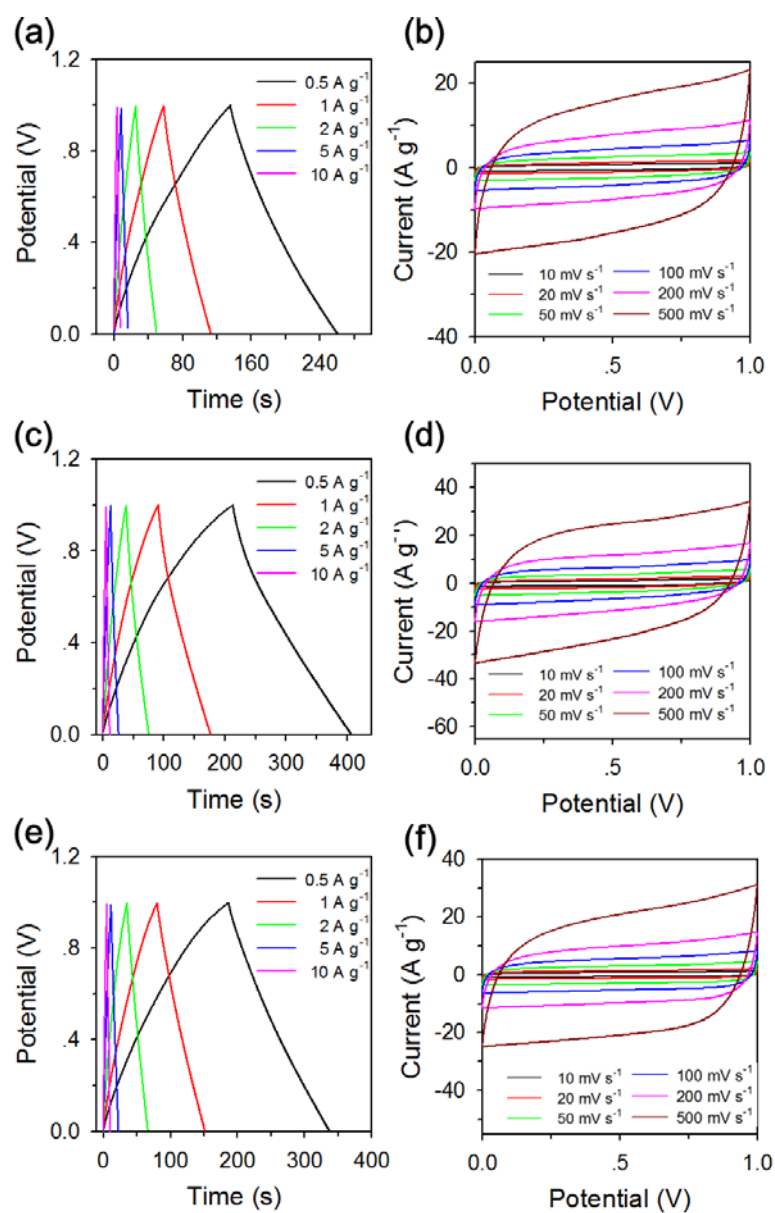 (a)
1.2
.8
.4
0.0
Potential (V)
0 80 160 240
Time (s)
0.5 A g-1
1 A g-1
2 A g-1
5 A g-1
10 A g-1
(b)
20
0
-20
-40
Current (A g-1)
0.0 .5 1.0
Potential (V)
10 mV s-1 100 mV s-1
20 mV s-1 200 mV s-1
50 mV s-1 500 mV s-1
(c)
1.2
.8
.4
0.0
Potential (V)
0 100 200 300 400
Time (s)
0.5 A g-1
1 A g-1
2 A g-1
5 A g-1
10 A g-1
(d)
40
20
0
-20
-40
-60
Current (A g-')
0.0 .5 1.0
Potential (V)
10 mV s-1 100 mV s-1
20 mV s-1 200 mV s-1
50 mV s-1 500 mV s-1
(e)
1.2
.8
.4
0.0
Potential (V)
0 100 200 300 400
Time (s)
0.5 A g-1
1 A g-1
2 A g-1
5 A g-1
10 A g-1
(f)
40
20
0
-20
-40
Current (A g-1)
0.0 .5 1.0
Potential (V)
10 mV s-1 100 mV s-1
20 mV s-1 200 mV s-1
50 mV s-1 500 mV s-1